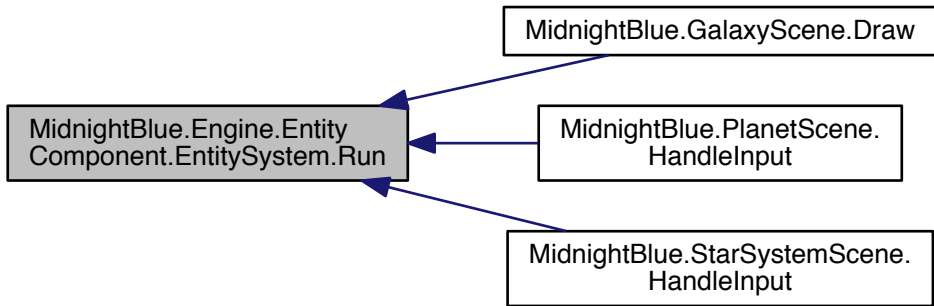 MidnightBlue.GalaxyScene.Draw
MidnightBlue.Engine.Entity
Component.EntitySystem.Run
MidnightBlue.PlanetScene.
HandleInput
MidnightBlue.StarSystemScene.
HandleInput